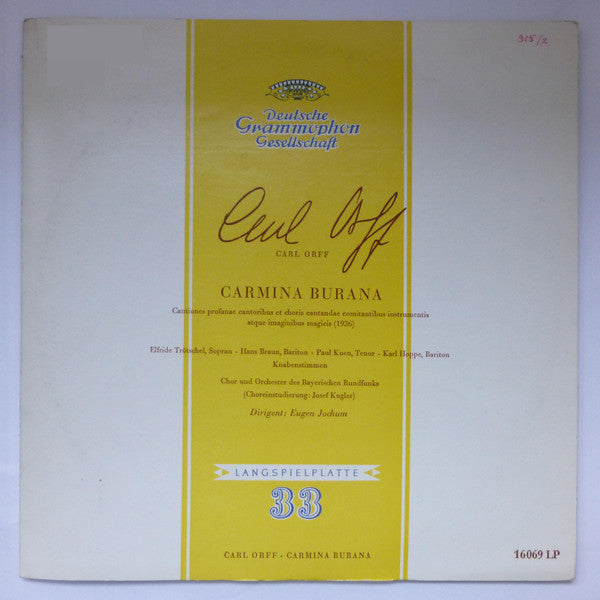 315/2
Deutsche
Grammophon
Gesellschaft
Carl Orff
CARL ORFF
CARMINA BURANA
Cantiones profanae cantoribus et choris cantandae comitantibus instrumentis
atque imaginibus magicis (1936)
Elfride Trötschel, Sopran - Hans Braun, Bariton - Paul Kuen, Tenor - Karl Hoppe, Bariton
Knabenstimmen
Chor und Orchester des Bayerischen Rundfunks
(Choreinstudierung: Josef Kugler)
Dirigent: Eugen Jochum
LANGSPIELPLATTE
33
CARL ORFF - CARMINA BURANA
16069 LP